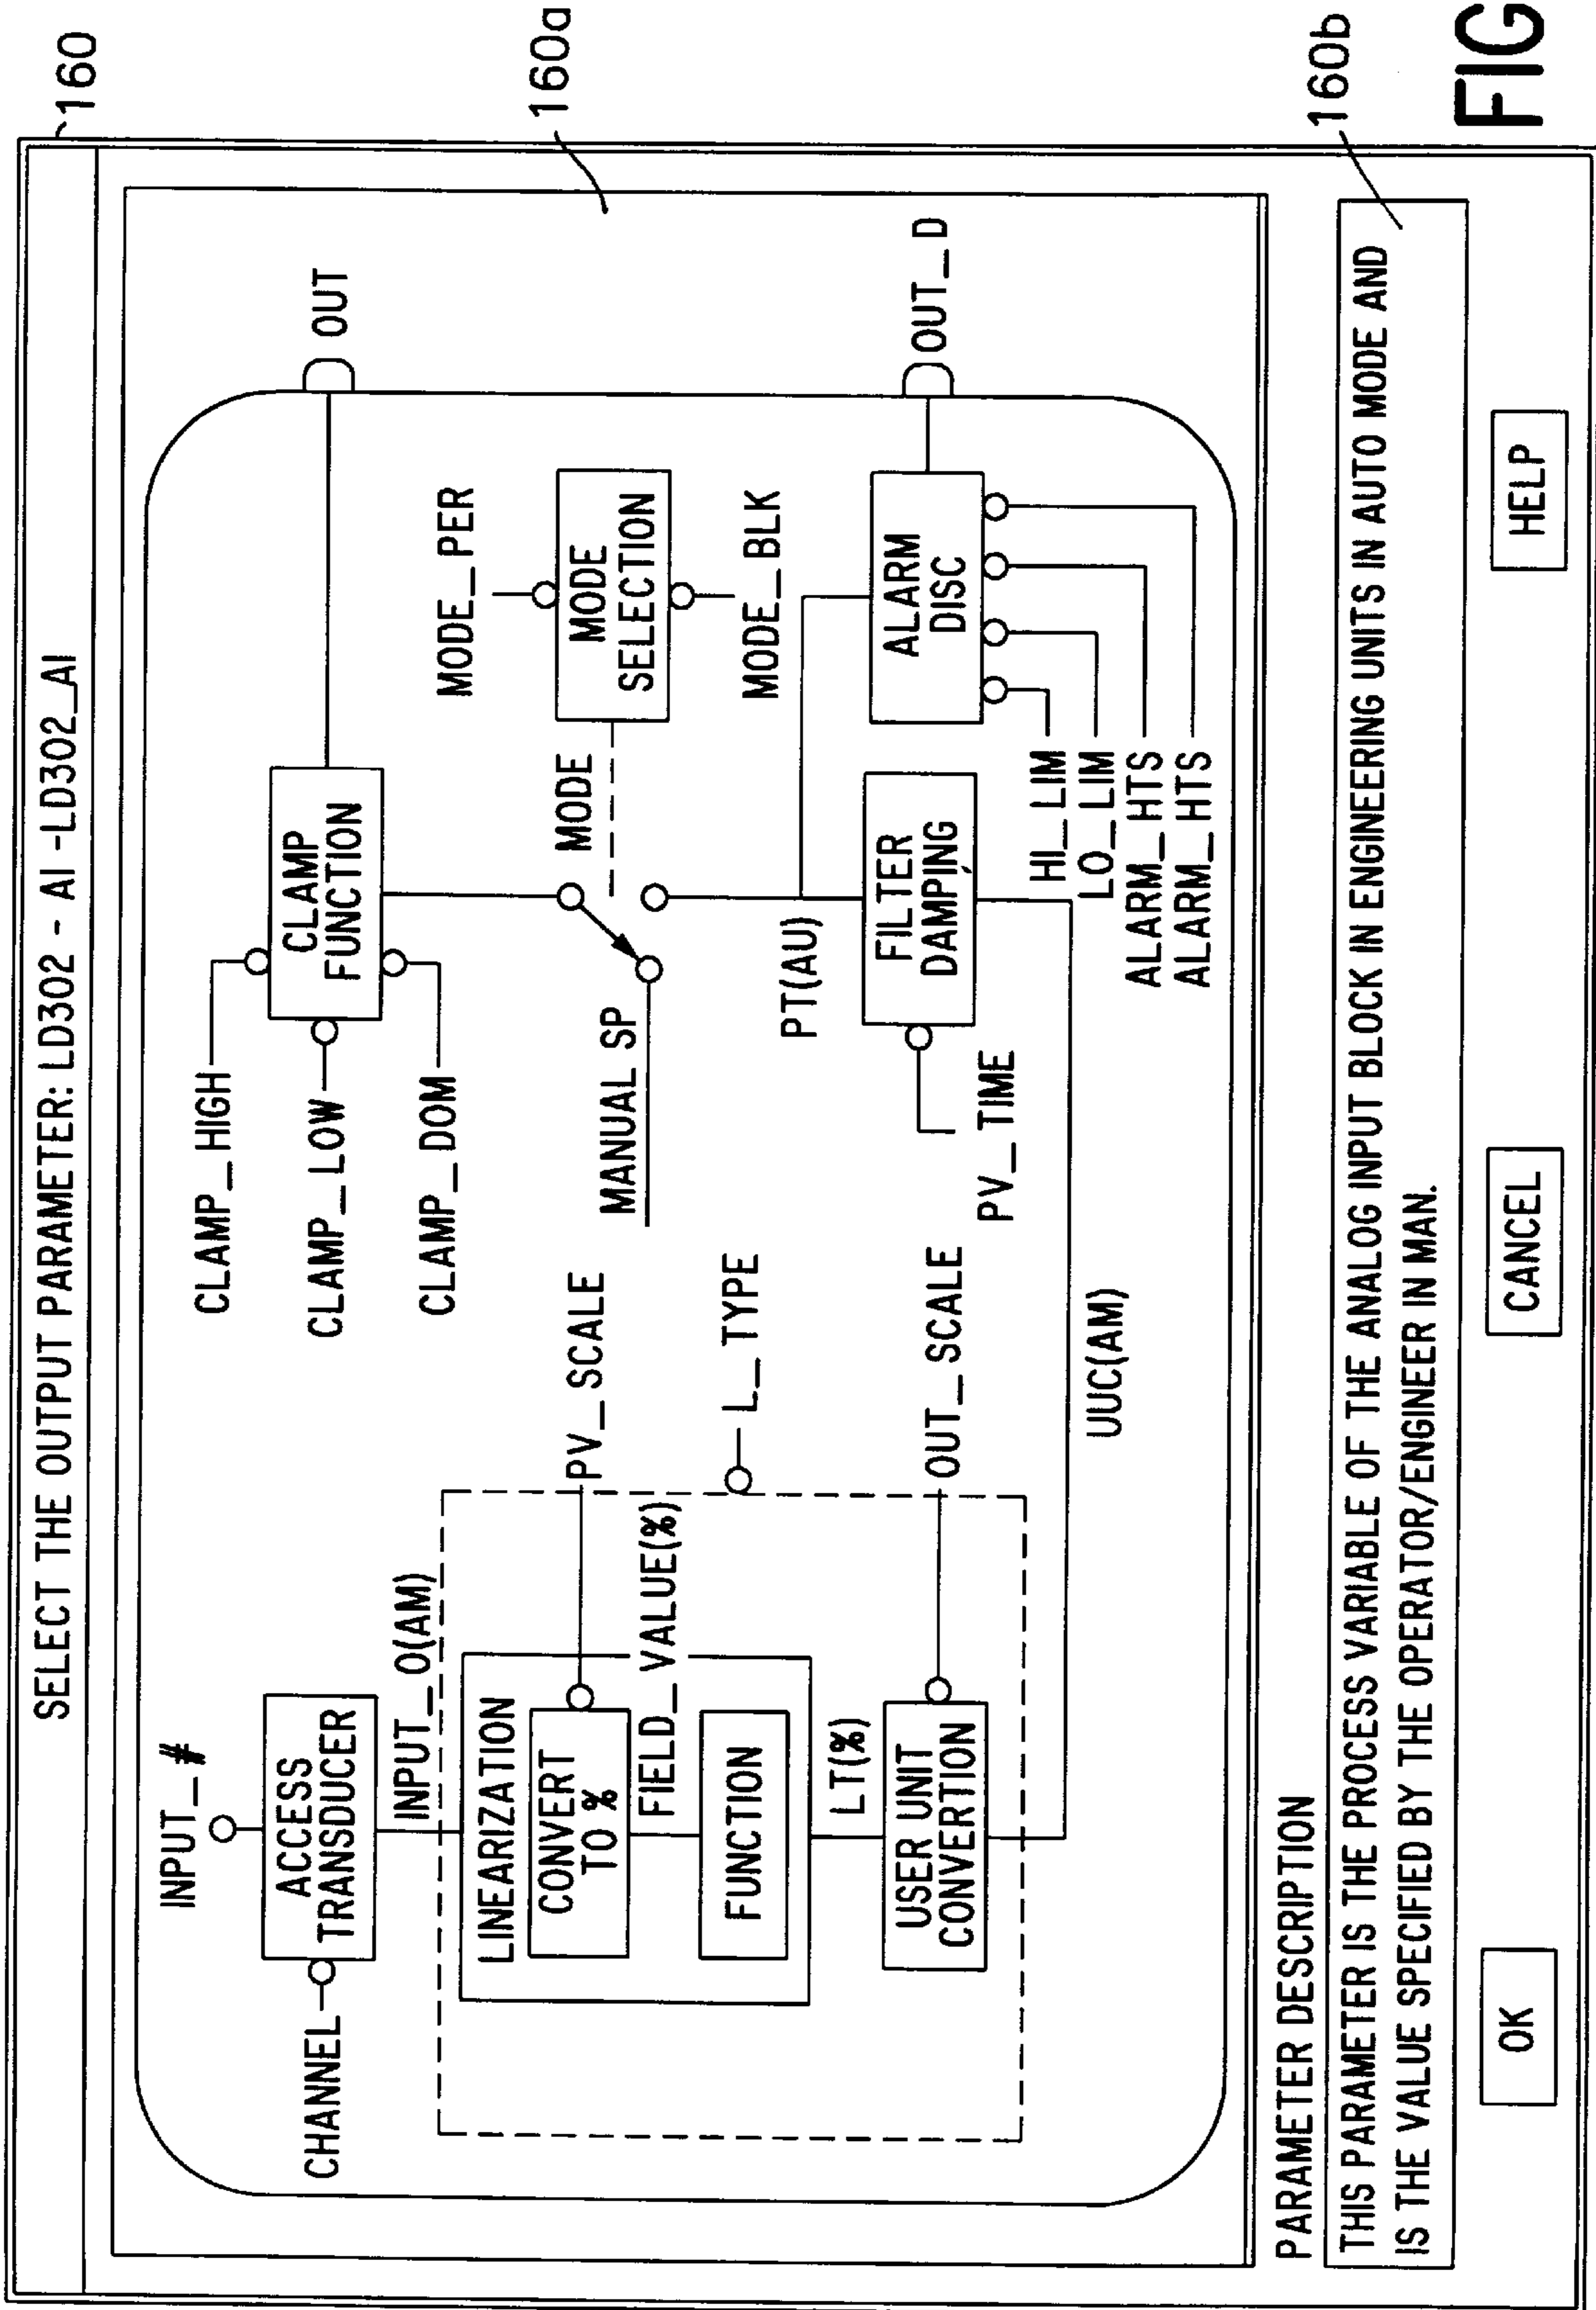 160
SELECT THE OUTPUT PARAMETER: LD302 - AI -LD302_AI
160a
INPUT_#
CHANNEL
ACCESS
TRANSDUCER
INPUT_O(AM)
LINEARIZATION
CONVERT
TO %
PV_SCALE
FIELD_VALUE(%)
FUNCTION
L_TYPE
LT(%)
USER UNIT
CONVERTION
OUT_SCALE
UUC(AM)
CLAMP_HIGH
CLAMP_LOW
CLAMP_DOM
CLAMP
FUNCTION
OUT
MODE_PER
MODE
MODE
SELECTION
MODE_BLK
MANUAL SP
PT(AU)
FILTER
DAMPING
PV_TIME
ALARM
DISC
OUT_D
HI_LIM
LO_LIM
ALARM_HTS
ALARM_HTS
PARAMETER DESCRIPTION
160b
THIS PARAMETER IS THE PROCESS VARIABLE OF THE ANALOG INPUT BLOCK IN ENGINEERING UNITS IN AUTO MODE AND
IS THE VALUE SPECIFIED BY THE OPERATOR/ENGINEER IN MAN.
OK
CANCEL
HELP
FIG